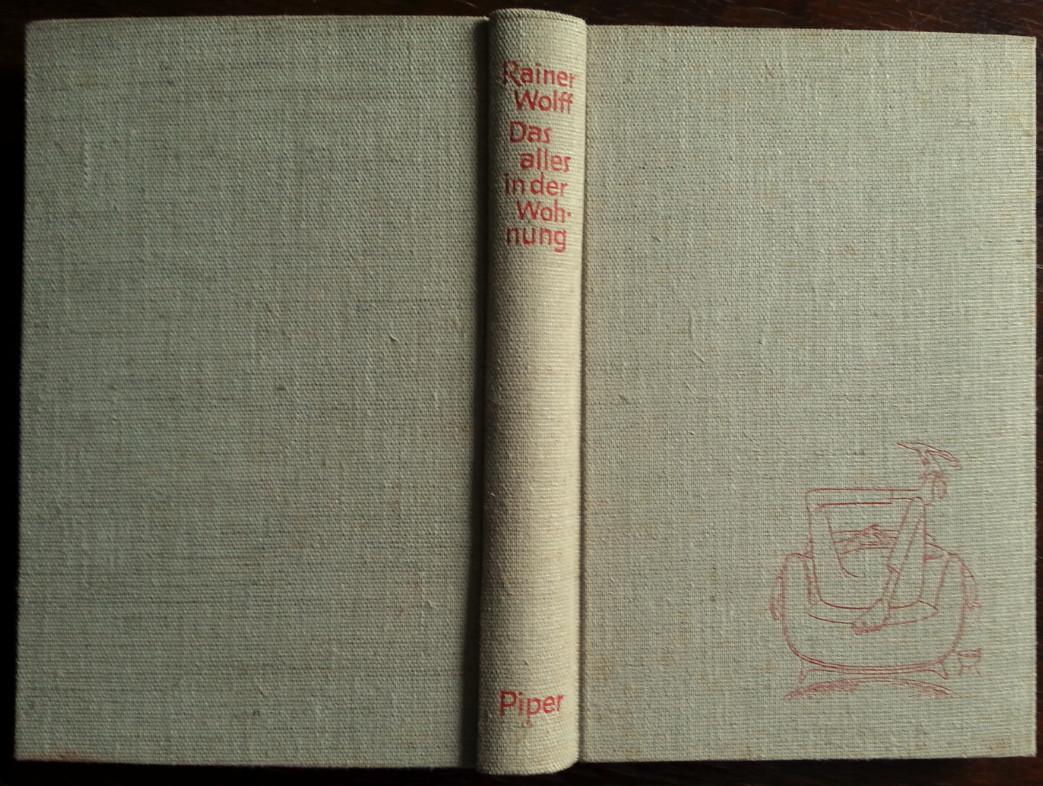 Rainer
Wolff
Das
alles
in der
Woh-
nung
Piper